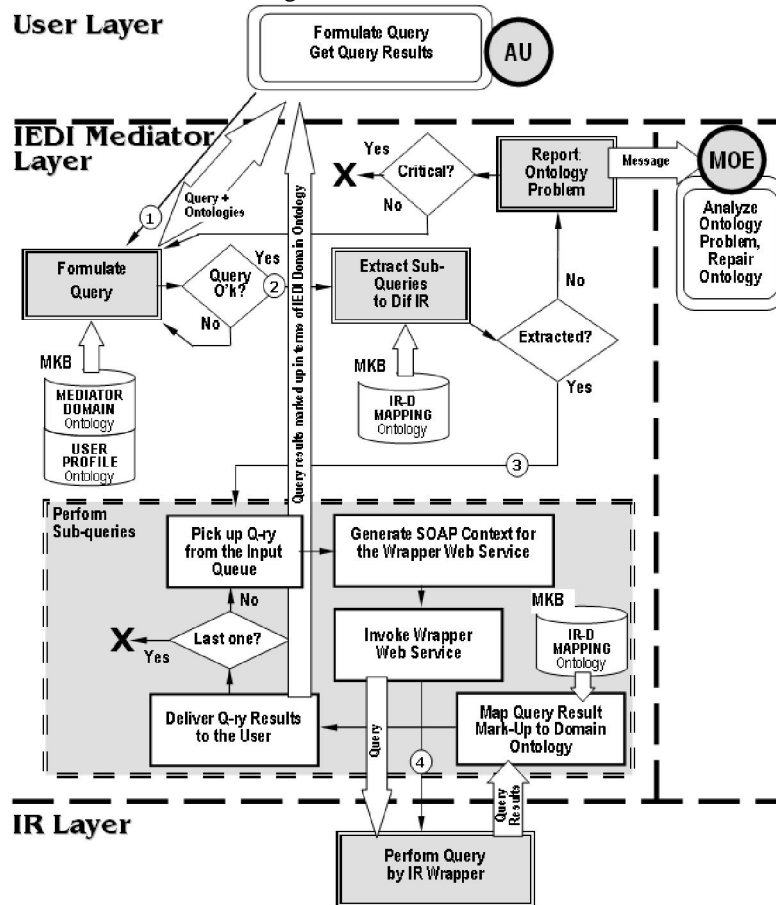 User Layer
Formulate Query
Get Query Results
AU
IEDI Mediator
Layer
Query +
Ontologies
1
Yes
X
Critical?
No
Report
Ontology
Problem
Message
MOE
Analyze
Ontology
Problem,
Repair
Ontology
Formulate
Query
Query
O'k?
Yes
2
No
Extract Sub-
Queries
to Dif IR
No
Extracted?
Yes
MKB
MEDIATOR
DOMAIN
Ontology
USER
PROFILE
Ontology
MKB
IR-D
MAPPING
Ontology
Query results marked up in terms of IEDI Domain Ontology
3
Perform
Sub-queries
Pick up Q-ry
from the Input
Queue
Generate SOAP Context for
the Wrapper Web Service
No
X
Last one?
Yes
Invoke Wrapper
Web Service
MKB
IR-D
MAPPING
Ontology
Deliver Q-ry Results
to the User
Map Query Result
Mark-Up to Domain
Ontology
Query
4
Query
Results
IR Layer
Perform Query
by IR Wrapper